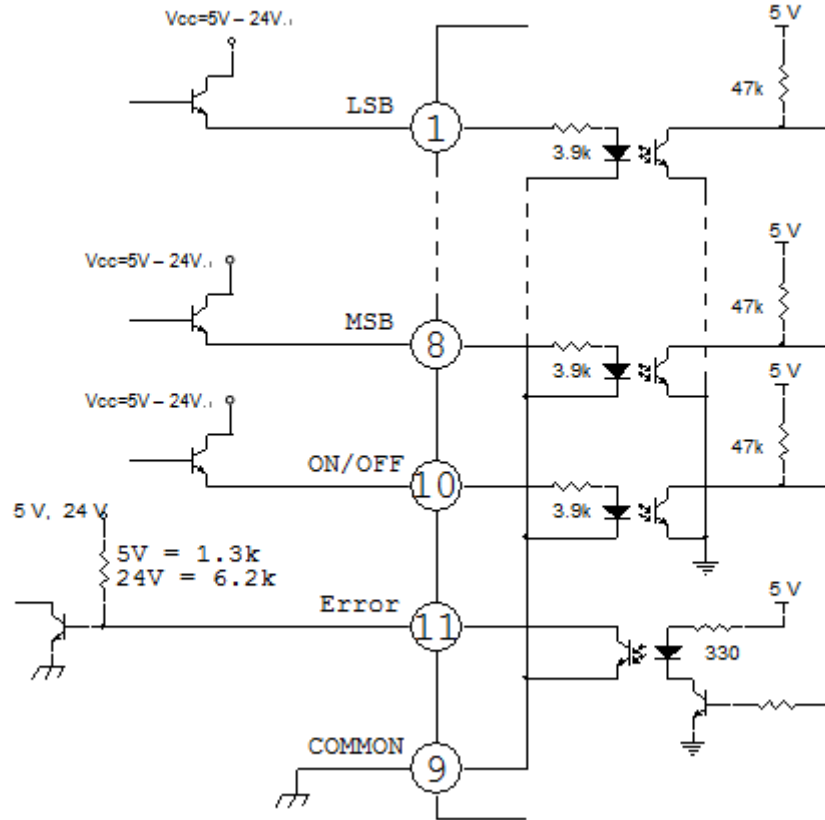 Vcc=5V – 24V.
5 V
47k
LSB
1
3.9k
5 V
Vcc=5V – 24V.
47k
MSB
8
3.9k
5 V
Vcc=5V – 24V.
47k
ON/OFF
10
3.9k
5 V, 24 V
5V = 1.3k
24V = 6.2k
Error
11
5 V
330
COMMON
9